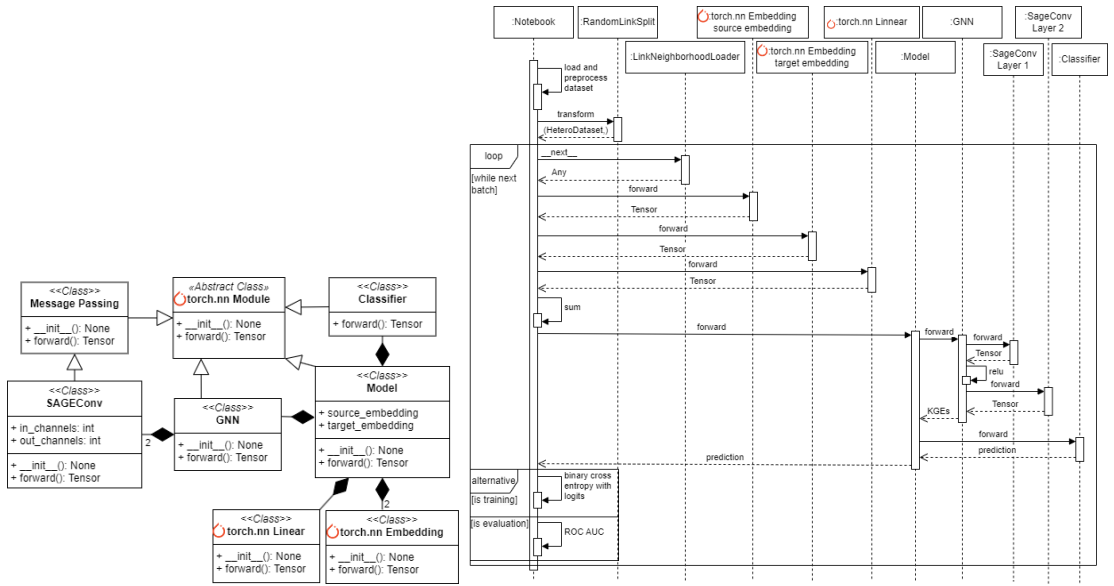 <<Class>>
Message Passing
+ __init__(): None
+ forward(): Tensor
«Abstract Class»
torch.nn Module
+ __init__(): None
+ forward(): Tensor
<<Class>>
Classifier
+ forward(): Tensor
<<Class>>
SAGEConv
+ in_channels: int
+ out_channels: int
+ __init__(): None
+ forward(): Tensor
2
<<Class>>
GNN
+ __init__(): None
+ forward(): Tensor
<<Class>>
Model
+ source_embedding
+ target_embedding
+ __init__(): None
+ forward(): Tensor
<<Class>>
torch.nn Linear
+ __init__(): None
+ forward(): Tensor
2
<<Class>>
torch.nn Embedding
+ __init__(): None
+ forward(): Tensor
:Notebook
:RandomLinkSplit
:torch.nn Embedding
source embedding
:torch.nn Linnear
:GNN
:SageConv
Layer 2
:LinkNeighborhoodLoader
:torch.nn Embedding
target embedding
:Model
:SageConv
Layer 1
:Classifier
load and
preprocess
dataset
transform
(HeteroDataset,)
loop
[while next
batch]
__next__
Any
forward
Tensor
forward
Tensor
forward
Tensor
sum
forward
forward
forward
Tensor
relu
forward
Tensor
KGEs
forward
prediction
prediction
alternative
[is training]
binary cross
entropy with
logits
[is evaluation]
ROC AUC